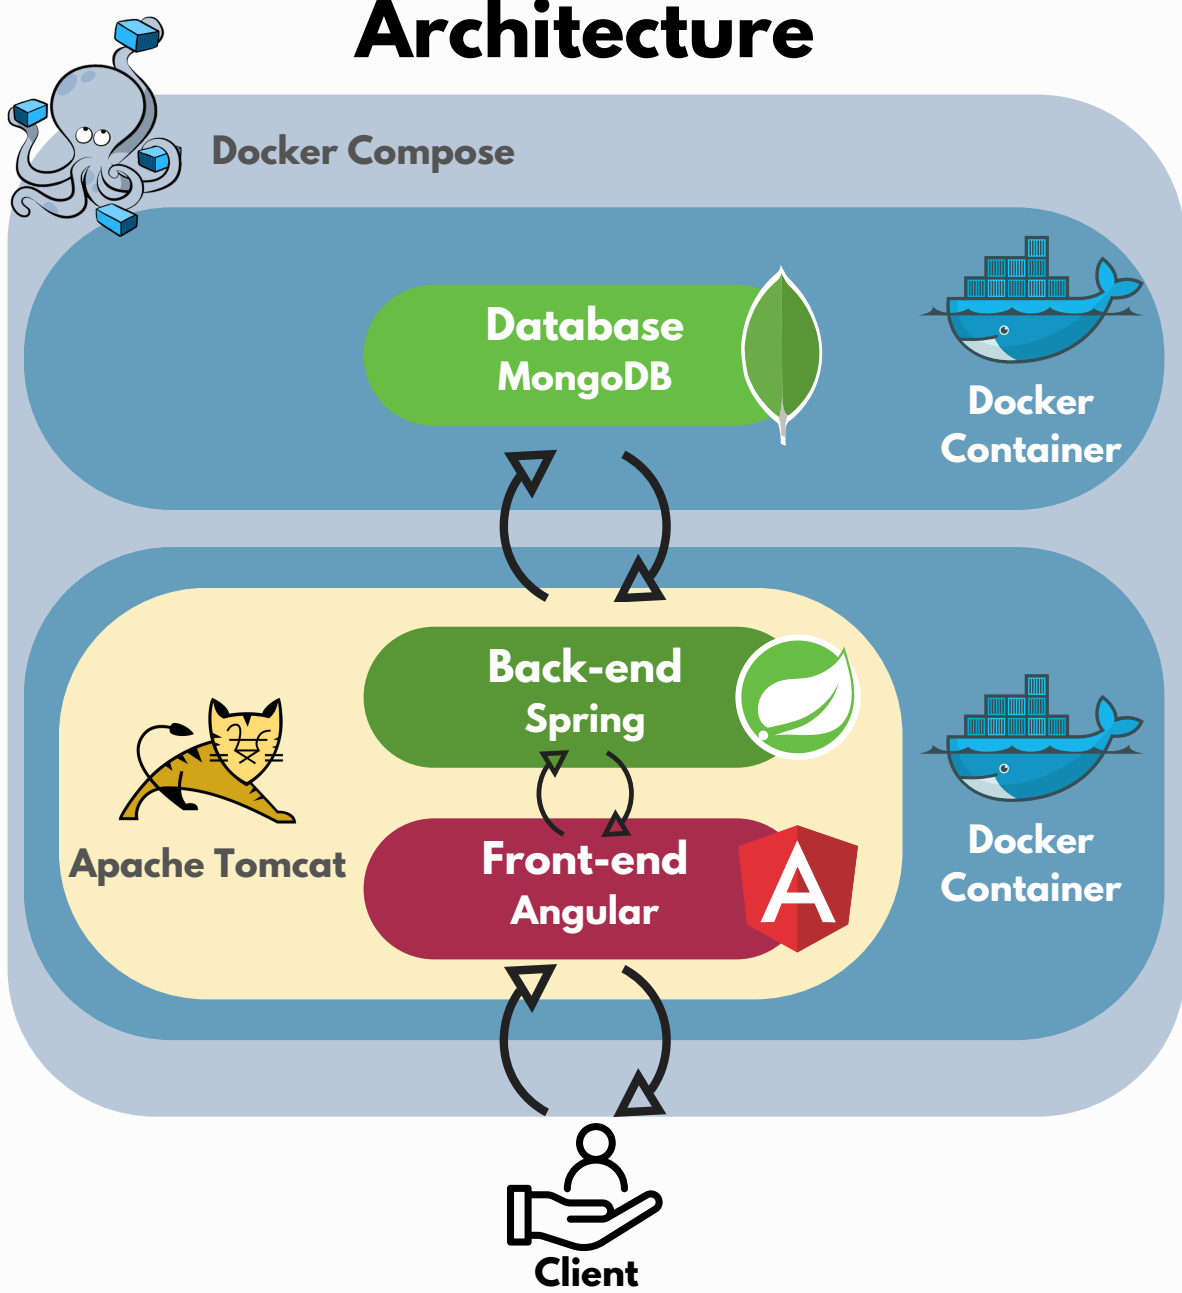 Architecture
Docker Compose
Database
MongoDB
Docker
Container
Back-end
Spring
Apache Tomcat
Front-end
Angular
Docker
Container
Client